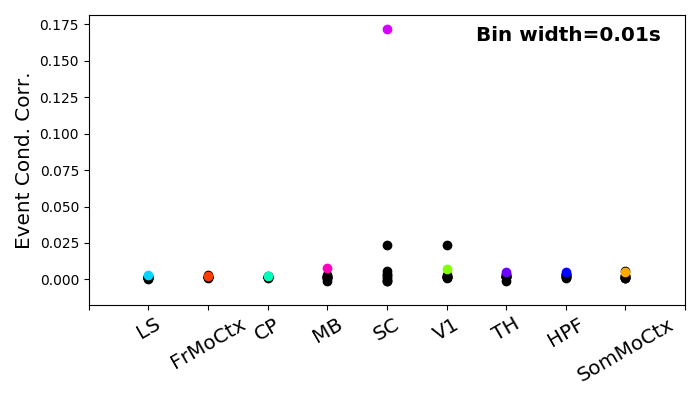 Bin width=0.01s
Event Cond. Corr.
0.175
0.150
0.125
0.100
0.075
0.050
0.025
0.000
LS
FrMoCtx
CP
MB
SC
V1
TH
HPF
SomMoCtx